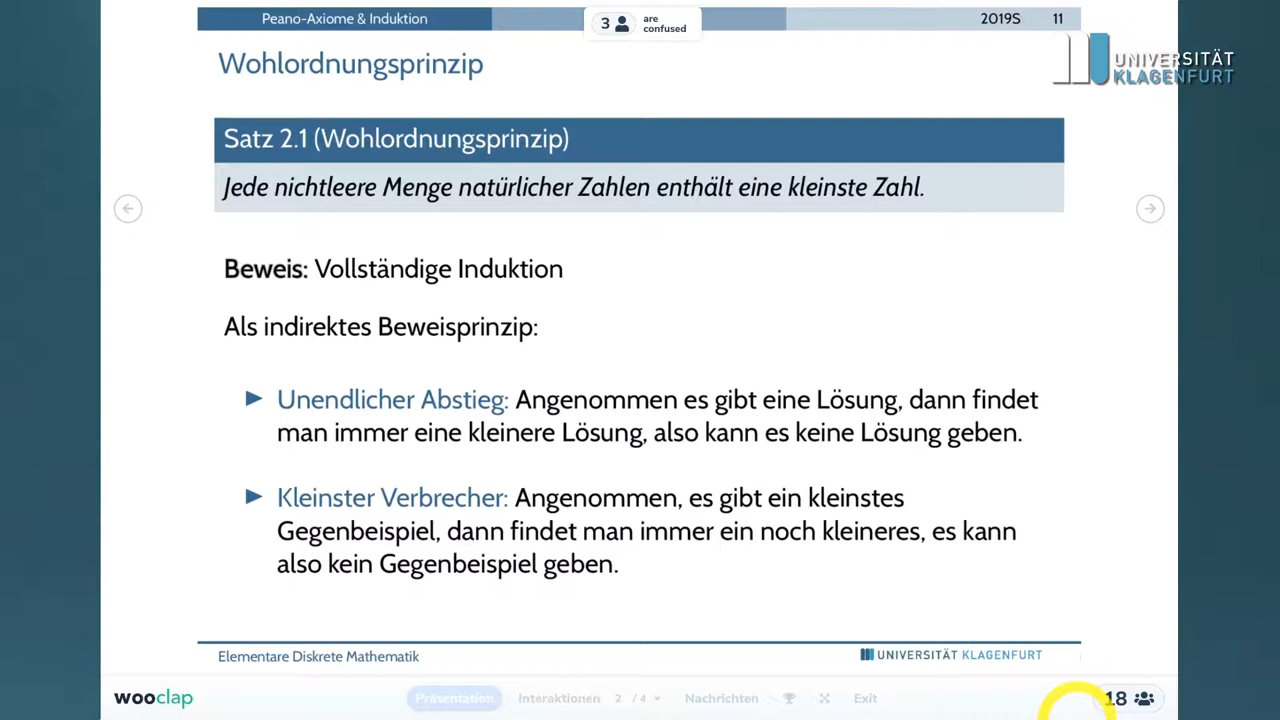 Peano-Axiome & Induktion
3 are confused
2019S 11
Wohlordnungsprinzip
UNIVERSITÄT
KLAGENFURT
Satz 2.1 (Wohlordnungsprinzip)
Jede nichtleere Menge natürlicher Zahlen enthält eine kleinste Zahl.
Beweis: Vollständige Induktion
Als indirektes Beweisprinzip:
► Unendlicher Abstieg: Angenommen es gibt eine Lösung, dann findet
man immer eine kleinere Lösung, also kann es keine Lösung geben.
► Kleinster Verbrecher: Angenommen, es gibt ein kleinstes
Gegenbeispiel, dann findet man immer ein noch kleineres, es kann
also kein Gegenbeispiel geben.
Elementare Diskrete Mathematik
UNIVERSITÄT KLAGENFURT
wooclap
Präsentation Interaktionen 2 / 4 Nachrichten Exit
18